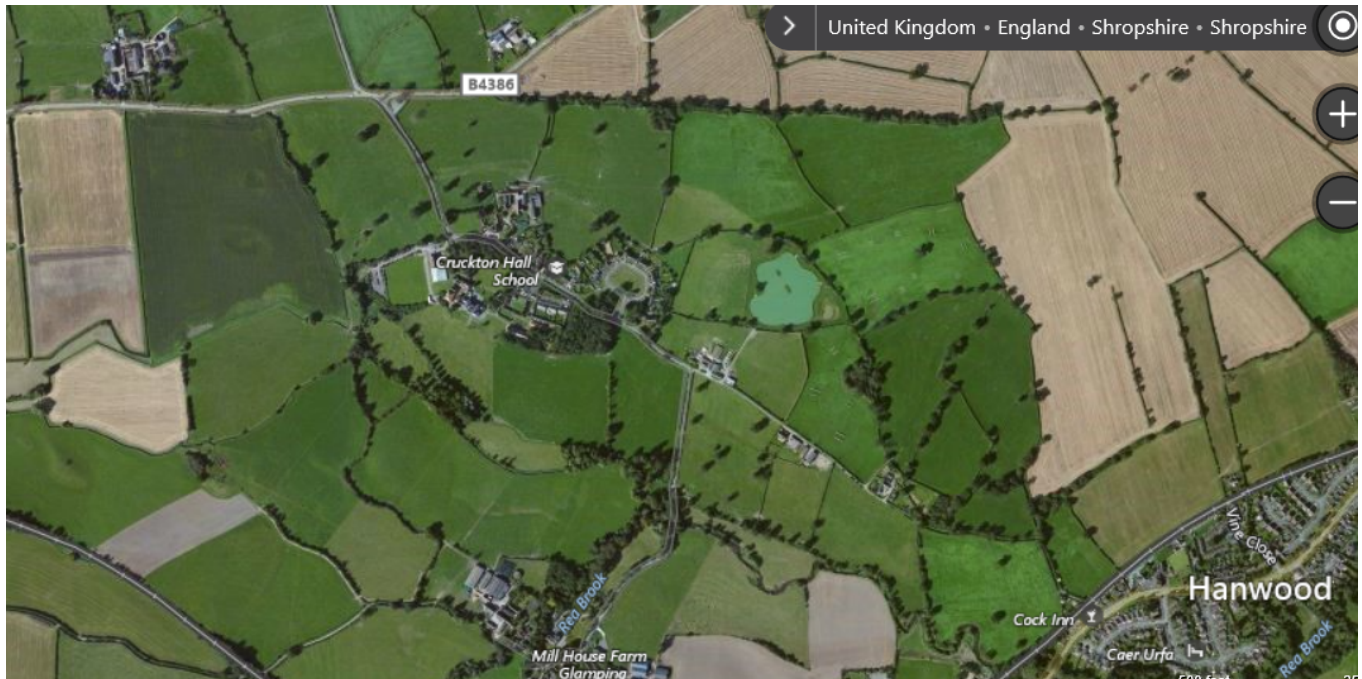 United Kingdom • England • Shropshire • Shropshire
B4386
Cruckton Hall
School
Vine Close
Hanwood
Rea Brook
Cock Inn
Caer Urfa
Rea Brook
Mill House Farm
Glamping